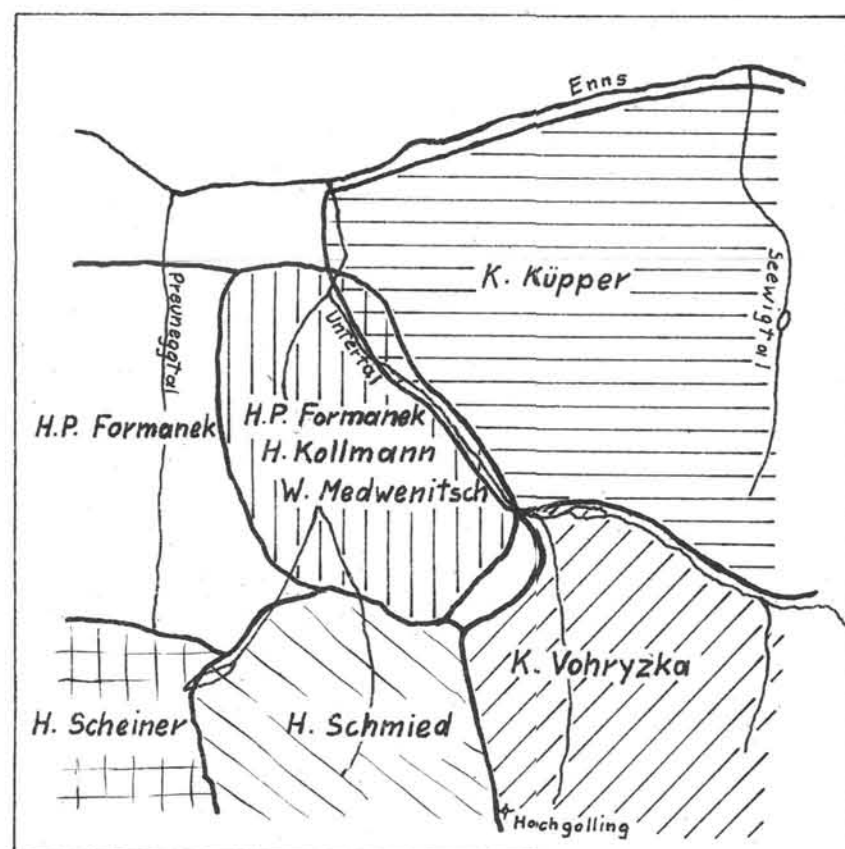 Enns
K. Küpper
Seewigtal
Preuneggtal
Untertal
H.P. Formanek
H.P. Formanek
H. Kollmann
W. Medwenitsch
K. Vohryzka
H. Scheiner
H. Schmied
Hochgolling